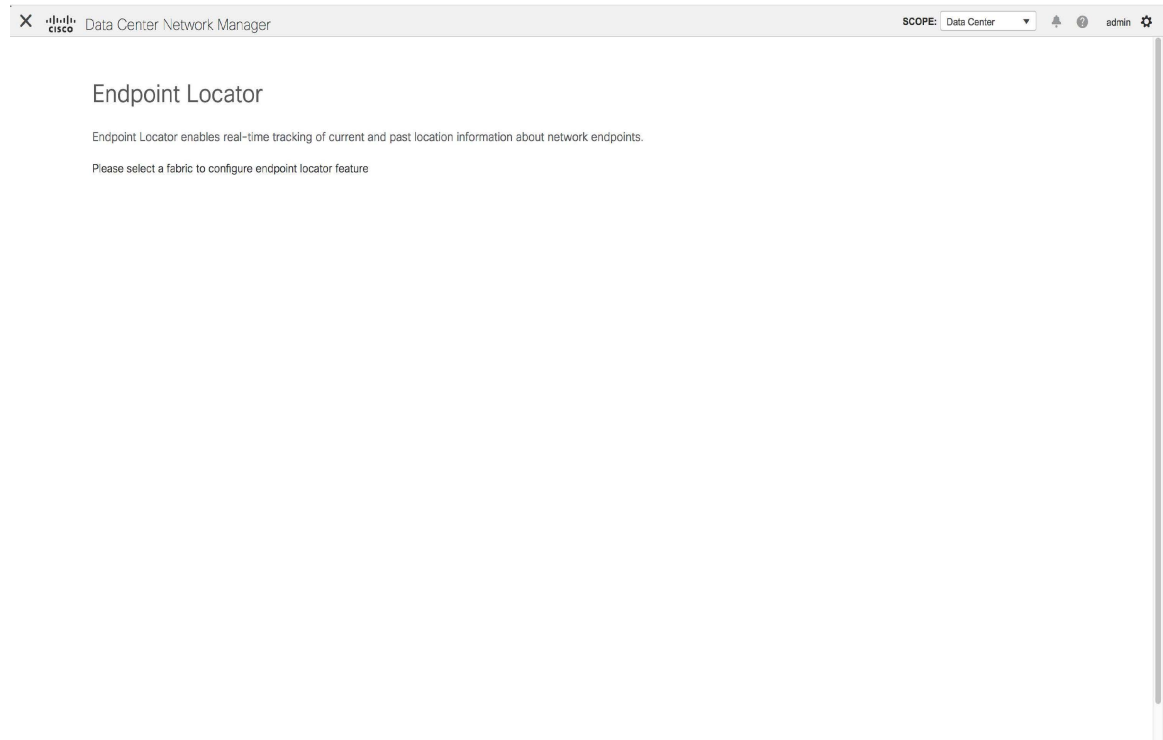 CISCO Data Center Network Manager SCOPE: Data Center admin
Endpoint Locator
Endpoint Locator enables real-time tracking of current and past location information about network endpoints.
Please select a fabric to configure endpoint locator feature